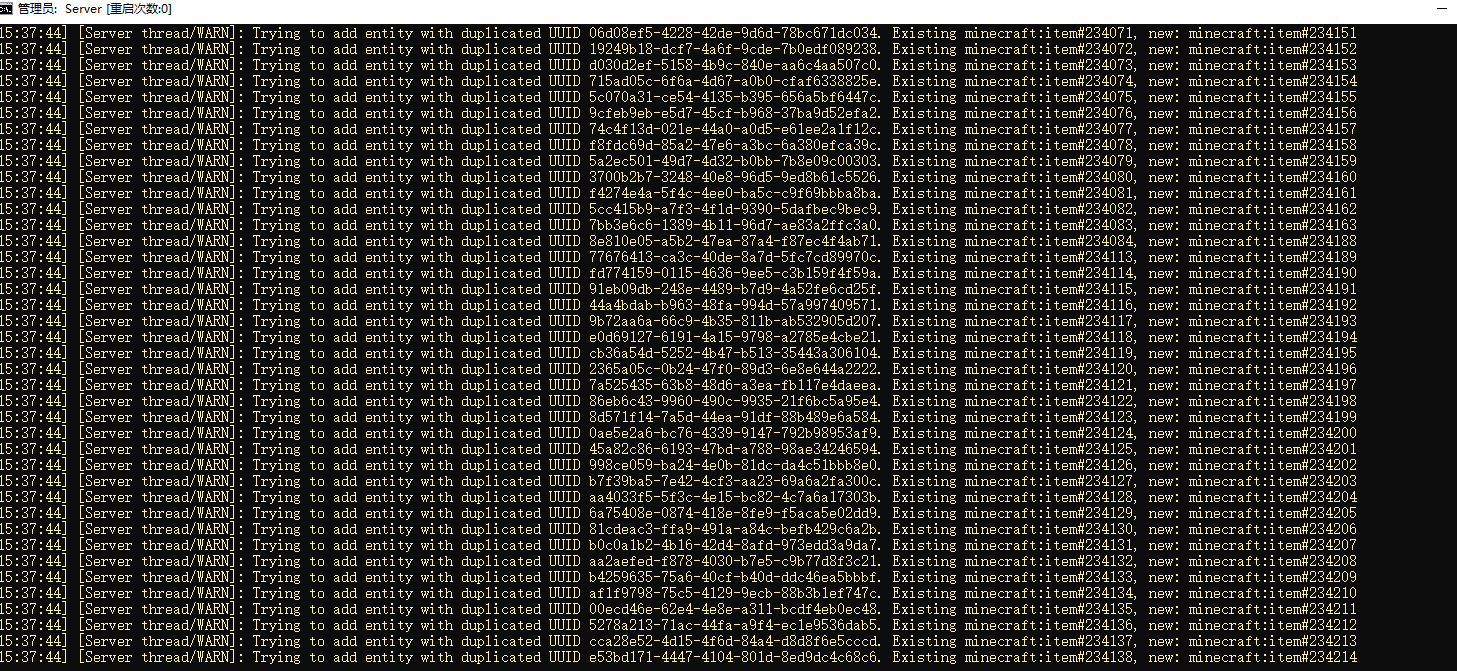 管理员: Server [重启次数:0]
15:37:44] [Server thread/WARN]: Trying to add entity with duplicated UUID 06d08ef5-4228-42de-9d6d-78bc671dc034. Existing minecraft:item#234071, new: minecraft:item#234151
15:37:44] [Server thread/WARN]: Trying to add entity with duplicated UUID 19249b18-dcf7-4a6f-9cde-7b0edf089238. Existing minecraft:item#234072, new: minecraft:item#234152
15:37:44] [Server thread/WARN]: Trying to add entity with duplicated UUID d030d2ef-5158-4b9c-840e-aa6c4aa507c0. Existing minecraft:item#234073, new: minecraft:item#234153
15:37:44] [Server thread/WARN]: Trying to add entity with duplicated UUID 715ad05c-6f6a-4d67-a0b0-cfaf6338825e. Existing minecraft:item#234074, new: minecraft:item#234154
15:37:44] [Server thread/WARN]: Trying to add entity with duplicated UUID 5c070a31-ce54-4135-b395-656a5bf6447c. Existing minecraft:item#234075, new: minecraft:item#234155
15:37:44] [Server thread/WARN]: Trying to add entity with duplicated UUID 9cfeb9eb-e5d7-45cf-b968-37ba9d52efa2. Existing minecraft:item#234076, new: minecraft:item#234156
15:37:44] [Server thread/WARN]: Trying to add entity with duplicated UUID 74c4f13d-021e-44a0-a0d5-e61ee2a1f12c. Existing minecraft:item#234077, new: minecraft:item#234157
15:37:44] [Server thread/WARN]: Trying to add entity with duplicated UUID f8fdc69d-85a2-47e6-a3bc-6a380efca39c. Existing minecraft:item#234078, new: minecraft:item#234158
15:37:44] [Server thread/WARN]: Trying to add entity with duplicated UUID 5a2ec501-49d7-4d32-b0bb-7b8e09c00303. Existing minecraft:item#234079, new: minecraft:item#234159
15:37:44] [Server thread/WARN]: Trying to add entity with duplicated UUID 3700b2b7-3248-40e8-96d5-9ed8b61c5526. Existing minecraft:item#234080, new: minecraft:item#234160
15:37:44] [Server thread/WARN]: Trying to add entity with duplicated UUID f4274e4a-5f4c-4ee0-ba5c-c9f69bbba8ba. Existing minecraft:item#234081, new: minecraft:item#234161
15:37:44] [Server thread/WARN]: Trying to add entity with duplicated UUID 5cc415b9-a7f3-4f1d-9390-5dafbec9bec9. Existing minecraft:item#234082, new: minecraft:item#234162
15:37:44] [Server thread/WARN]: Trying to add entity with duplicated UUID 7bb3e6c6-1389-4b11-96d7-ae83a2ffc3a0. Existing minecraft:item#234083, new: minecraft:item#234163
15:37:44] [Server thread/WARN]: Trying to add entity with duplicated UUID 8e810e05-a5b2-47ea-87a4-f87ec4f4ab71. Existing minecraft:item#234084, new: minecraft:item#234188
15:37:44] [Server thread/WARN]: Trying to add entity with duplicated UUID 77676413-ca3c-40de-8a7d-5fc7cd89970c. Existing minecraft:item#234113, new: minecraft:item#234189
15:37:44] [Server thread/WARN]: Trying to add entity with duplicated UUID fd774159-0115-4636-9ee5-c3b159f4f59a. Existing minecraft:item#234114, new: minecraft:item#234190
15:37:44] [Server thread/WARN]: Trying to add entity with duplicated UUID 91eb09db-248e-4489-b7d9-4a52fe6cd25f. Existing minecraft:item#234115, new: minecraft:item#234191
15:37:44] [Server thread/WARN]: Trying to add entity with duplicated UUID 44a4bdab-b963-48fa-994d-57a997409571. Existing minecraft:item#234116, new: minecraft:item#234192
15:37:44] [Server thread/WARN]: Trying to add entity with duplicated UUID 9b72aa6a-66c9-4b35-811b-ab532905d207. Existing minecraft:item#234117, new: minecraft:item#234193
15:37:44] [Server thread/WARN]: Trying to add entity with duplicated UUID e0d69127-6191-4a15-9798-a2785e4cbe21. Existing minecraft:item#234118, new: minecraft:item#234194
15:37:44] [Server thread/WARN]: Trying to add entity with duplicated UUID cb36a54d-5252-4b47-b513-35443a306104. Existing minecraft:item#234119, new: minecraft:item#234195
15:37:44] [Server thread/WARN]: Trying to add entity with duplicated UUID 2365a05c-0b24-47f0-89d3-6e8e644a2222. Existing minecraft:item#234120, new: minecraft:item#234196
15:37:44] [Server thread/WARN]: Trying to add entity with duplicated UUID 7a525435-63b8-48d6-a3ea-fb117e4daeea. Existing minecraft:item#234121, new: minecraft:item#234197
15:37:44] [Server thread/WARN]: Trying to add entity with duplicated UUID 86eb6c43-9960-490c-9935-21f6bc5a95e4. Existing minecraft:item#234122, new: minecraft:item#234198
15:37:44] [Server thread/WARN]: Trying to add entity with duplicated UUID 8d571f14-7a5d-44ea-91df-88b489e6a584. Existing minecraft:item#234123, new: minecraft:item#234199
15:37:44] [Server thread/WARN]: Trying to add entity with duplicated UUID 0ae5e2a6-bc76-4339-9147-792b98953af9. Existing minecraft:item#234124, new: minecraft:item#234200
15:37:44] [Server thread/WARN]: Trying to add entity with duplicated UUID 45a82c86-6193-47bd-a788-98ae34246594. Existing minecraft:item#234125, new: minecraft:item#234201
15:37:44] [Server thread/WARN]: Trying to add entity with duplicated UUID 998ce059-ba24-4e0b-81dc-da4c51bbb8e0. Existing minecraft:item#234126, new: minecraft:item#234202
15:37:44] [Server thread/WARN]: Trying to add entity with duplicated UUID b7f39ba5-7e42-4cf3-aa23-69a6a2fa300c. Existing minecraft:item#234127, new: minecraft:item#234203
15:37:44] [Server thread/WARN]: Trying to add entity with duplicated UUID aa4033f5-5f3c-4e15-bc82-4c7a6a17303b. Existing minecraft:item#234128, new: minecraft:item#234204
15:37:44] [Server thread/WARN]: Trying to add entity with duplicated UUID 6a75408e-0874-418e-8fe9-f5aca5e02dd9. Existing minecraft:item#234129, new: minecraft:item#234205
15:37:44] [Server thread/WARN]: Trying to add entity with duplicated UUID 81cdeac3-ffa9-491a-a84c-befb429c6a2b. Existing minecraft:item#234130, new: minecraft:item#234206
15:37:44] [Server thread/WARN]: Trying to add entity with duplicated UUID b0c0a1b2-4b16-42d4-8afd-973edd3a9da7. Existing minecraft:item#234131, new: minecraft:item#234207
15:37:44] [Server thread/WARN]: Trying to add entity with duplicated UUID aa2aefed-f878-4030-b7e5-c9b77d8f3c21. Existing minecraft:item#234132, new: minecraft:item#234208
15:37:44] [Server thread/WARN]: Trying to add entity with duplicated UUID b4259635-75a6-40cf-b40d-ddc46ea5bbbf. Existing minecraft:item#234133, new: minecraft:item#234209
15:37:44] [Server thread/WARN]: Trying to add entity with duplicated UUID af1f9798-75c5-4129-9ecb-88b3b1ef747c. Existing minecraft:item#234134, new: minecraft:item#234210
15:37:44] [Server thread/WARN]: Trying to add entity with duplicated UUID 00ecd46e-62e4-4e8e-a311-bcdf4eb0ec48. Existing minecraft:item#234135, new: minecraft:item#234211
15:37:44] [Server thread/WARN]: Trying to add entity with duplicated UUID 5278a213-71ac-44fa-a9f4-ec1e9536dab5. Existing minecraft:item#234136, new: minecraft:item#234212
15:37:44] [Server thread/WARN]: Trying to add entity with duplicated UUID cca28e52-4d15-4f6d-84a4-d8d8f6e5cccd. Existing minecraft:item#234137, new: minecraft:item#234213
15:37:44] [Server thread/WARN]: Trying to add entity with duplicated UUID e53bd171-4447-4104-801d-8ed9dc4c68c6. Existing minecraft:item#234138, new: minecraft:item#234214